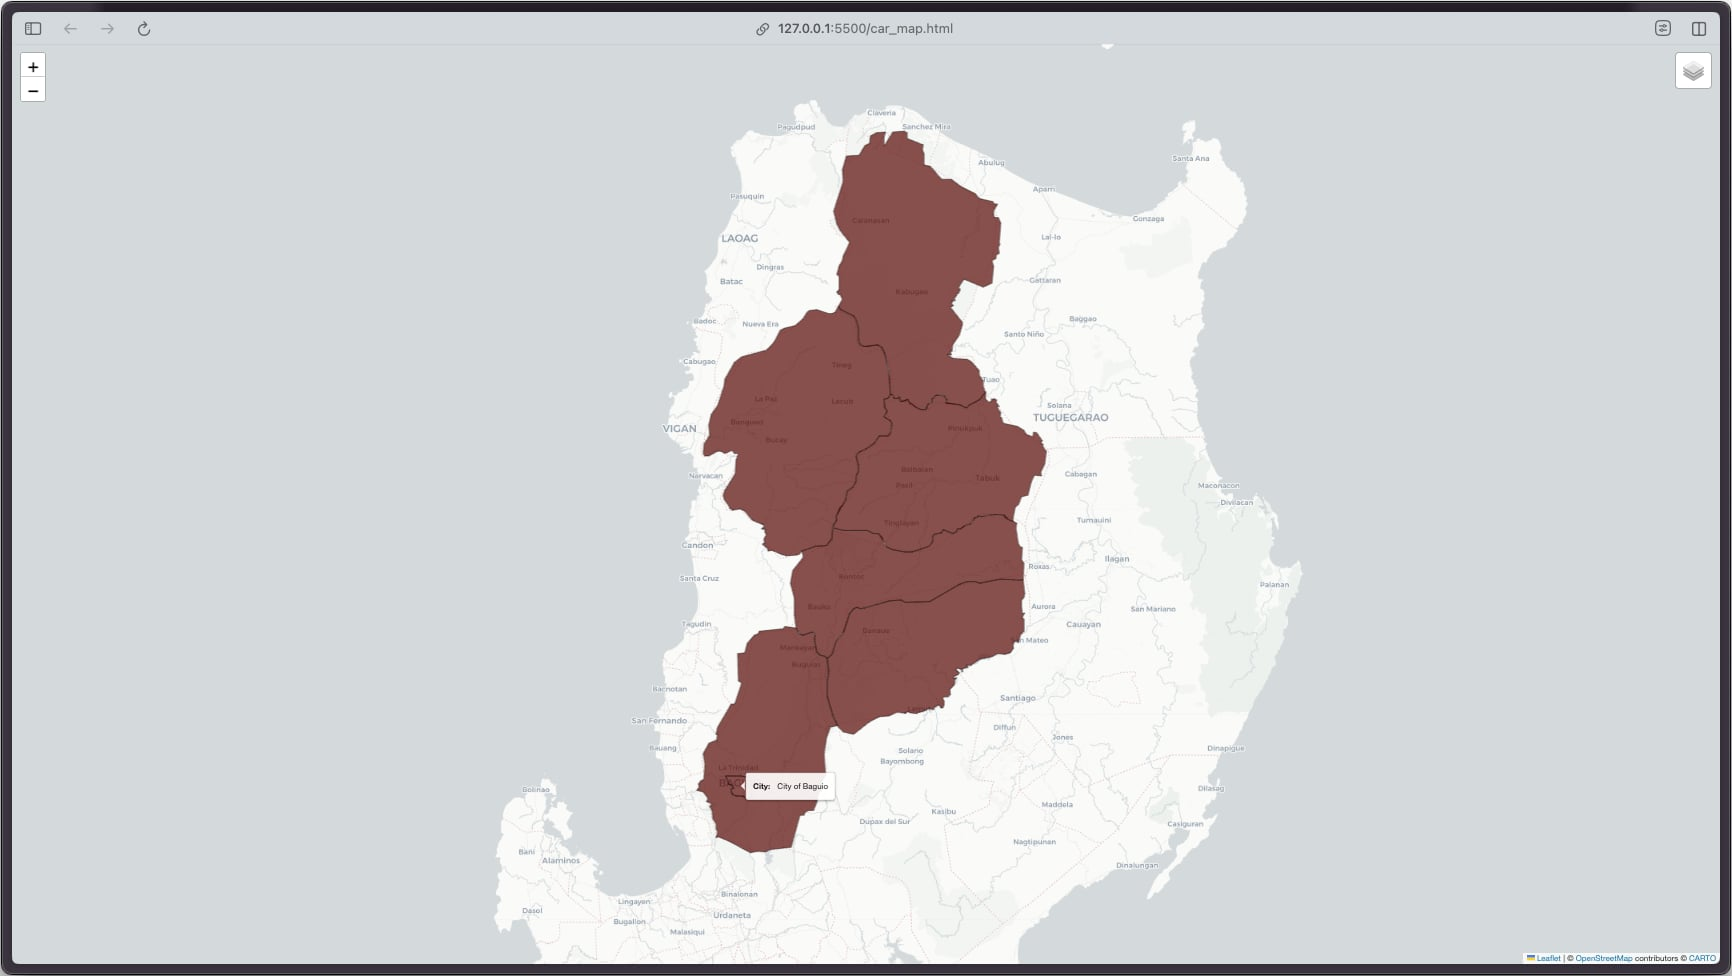 127.0.0.1:5500/car_map.html
+
−
Claveria
Pagudpud
Sanchez Mira
Santa Ana
Abulug
Aparri
Pasuquin
Gonzaga
Calanasan
LAOAG
Lal-lo
Dingras
Batac
Gattaran
Kabugao
Badoc
Nueva Era
Baggao
Santo Niño
Cabugao
Tineg
Tuao
La Paz
Lacub
Solana
TUGUEGARAO
Bangued
VIGAN
Pinukpuk
Bucay
Balbalan
Narvacan
Tabuk
Cabagan
Pasil
Maconacon
Divilacan
Tinglayan
Tumauini
Candon
Ilagan
Roxas
Santa Cruz
Bontoc
Palanan
Bauko
Aurora
San Mariano
Tagudin
Banaue
Cauayan
San Mateo
Mankayan
Buguias
Bacnotan
Santiago
Lamut
San Fernando
Diffun
Jones
Bauang
Solano
Bayombong
Dinapigue
La Trinidad
BAG
City: City of Baguio
Bolinao
Dilasag
Maddela
Kasibu
Dupax del Sur
Casiguran
Nagtipunan
Bani
Alaminos
Dinalungan
Binalonan
Lingayen
Dasol
Urdaneta
Bugallon
Malasiqui
Leaflet | © OpenStreetMap contributors © CARTO